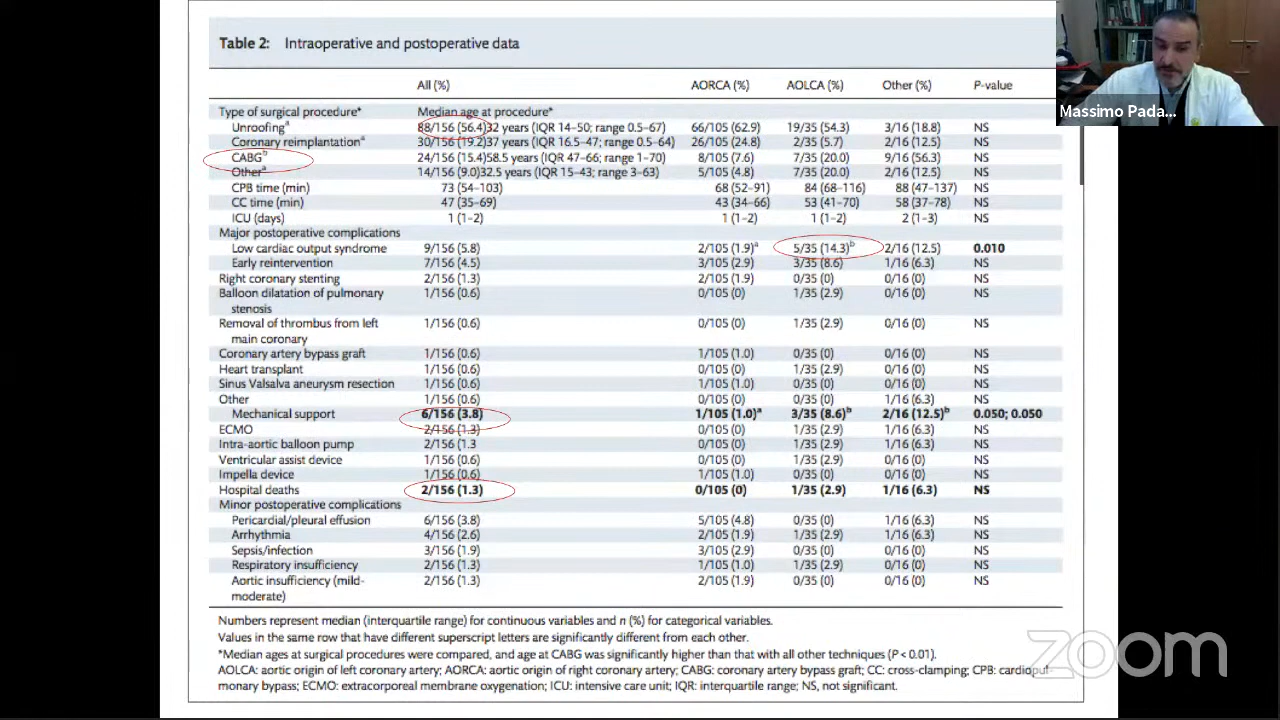 Table 2: Intraoperative and postoperative data
All (%) AORCA (%) AOLCA (%) Other (%) P-value
Type of surgical procedure* Median age at procedure*
Unroofingᵃ 88/156 (56.4)32 years (IQR 14–50; range 0.5–67) 66/105 (62.9) 19/35 (54.3) 3/16 (18.8) NS
Coronary reimplantationᵃ 30/156 (19.2)37 years (IQR 16.5–47; range 0.5–64) 26/105 (24.8) 2/35 (5.7) 2/16 (12.5) NS
CABGᵇ 24/156 (15.4)58.5 years (IQR 47–66; range 1–70) 8/105 (7.6) 7/35 (20.0) 9/16 (56.3) NS
Otherᵃ 14/156 (9.0)32.5 years (IQR 15–43; range 3–63) 5/105 (4.8) 7/35 (20.0) 2/16 (12.5) NS
CPB time (min) 73 (54–103) 68 (52–91) 84 (68–116) 88 (47–137) NS
CC time (min) 47 (35–69) 43 (34–66) 53 (41–70) 58 (37–78) NS
ICU (days) 1 (1–2) 1 (1–2) 1 (1–2) 2 (1–3) NS
Major postoperative complications
Low cardiac output syndrome 9/156 (5.8) 2/105 (1.9)ᵃ 5/35 (14.3)ᵇ 2/16 (12.5) 0.010
Early reintervention 7/156 (4.5) 3/105 (2.9) 3/35 (8.6) 1/16 (6.3) NS
Right coronary stenting 2/156 (1.3) 2/105 (1.9) 0/35 (0) 0/16 (0) NS
Balloon dilatation of pulmonary 1/156 (0.6) 0/105 (0) 1/35 (2.9) 0/16 (0) NS
stenosis
Removal of thrombus from left 1/156 (0.6) 0/105 (0) 1/35 (2.9) 0/16 (0) NS
main coronary
Coronary artery bypass graft 1/156 (0.6) 1/105 (1.0) 0/35 (0) 0/16 (0) NS
Heart transplant 1/156 (0.6) 0/105 (0) 1/35 (2.9) 0/16 (0) NS
Sinus Valsalva aneurysm resection 1/156 (0.6) 1/105 (1.0) 0/35 (0) 0/16 (0) NS
Other 1/156 (0.6) 0/105 (0) 0/35 (0) 1/16 (6.3) NS
Mechanical support 6/156 (3.8) 1/105 (1.0)ᵃ 3/35 (8.6)ᵇ 2/16 (12.5)ᵇ 0.050; 0.050
ECMO 2/156 (1.3) 0/105 (0) 1/35 (2.9) 1/16 (6.3) NS
Intra-aortic balloon pump 2/156 (1.3 0/105 (0) 1/35 (2.9) 1/16 (6.3) NS
Ventricular assist device 1/156 (0.6) 0/105 (0) 1/35 (2.9) 0/16 (0) NS
Impella device 1/156 (0.6) 1/105 (1.0) 0/35 (0) 0/16 (0) NS
Hospital deaths 2/156 (1.3) 0/105 (0) 1/35 (2.9) 1/16 (6.3) NS
Minor postoperative complications
Pericardial/pleural effusion 6/156 (3.8) 5/105 (4.8) 0/35 (0) 1/16 (6.3) NS
Arrhythmia 4/156 (2.6) 2/105 (1.9) 1/35 (2.9) 1/16 (6.3) NS
Sepsis/infection 3/156 (1.9) 3/105 (2.9) 0/35 (0) 0/16 (0) NS
Respiratory insufficiency 2/156 (1.3) 1/105 (1.0) 1/35 (2.9) 0/16 (0) NS
Aortic insufficiency (mild- 2/156 (1.3) 2/105 (1.9) 0/35 (0) 0/16 (0) NS
moderate)
Numbers represent median (interquartile range) for continuous variables and n (%) for categorical variables.
Values in the same row that have different superscript letters are significantly different from each other.
*Median ages at surgical procedures were compared, and age at CABG was significantly higher than that with all other techniques (P < 0.01).
AOLCA: aortic origin of left coronary artery; AORCA: aortic origin of right coronary artery; CABG: coronary artery bypass graft; CC: cross-clamping; CPB: cardiopul-
monary bypass; ECMO: extracorporeal membrane oxygenation; ICU: intensive care unit; IQR: interquartile range; NS, not significant.
Massimo Pada...
zoom